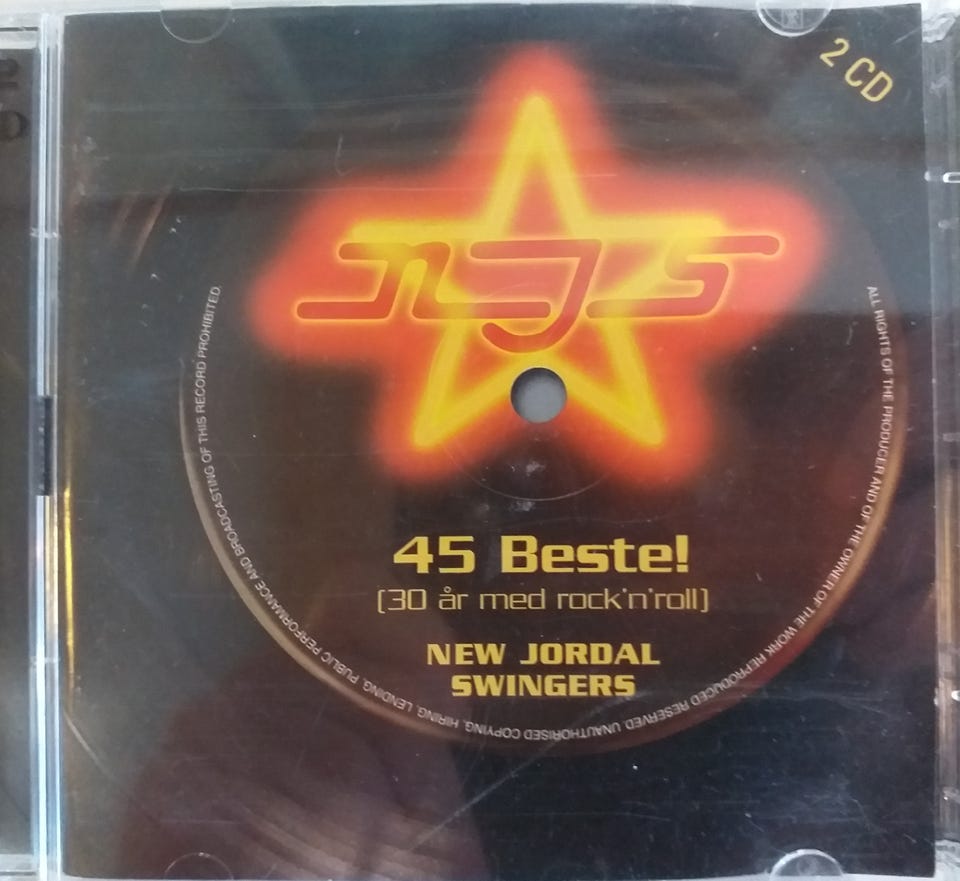 2 CD
njs
45 Beste!
(30 år med rock'n'roll)
NEW JORDAL
SWINGERS
ALL RIGHTS OF THE PRODUCER AND OF THE OWNER OF THE WORK REPRODUCED RESERVED. UNAUTHORISED COPYING, HIRING, LENDING, PUBLIC PERFORMANCE AND BROADCASTING OF THIS RECORD PROHIBITED.